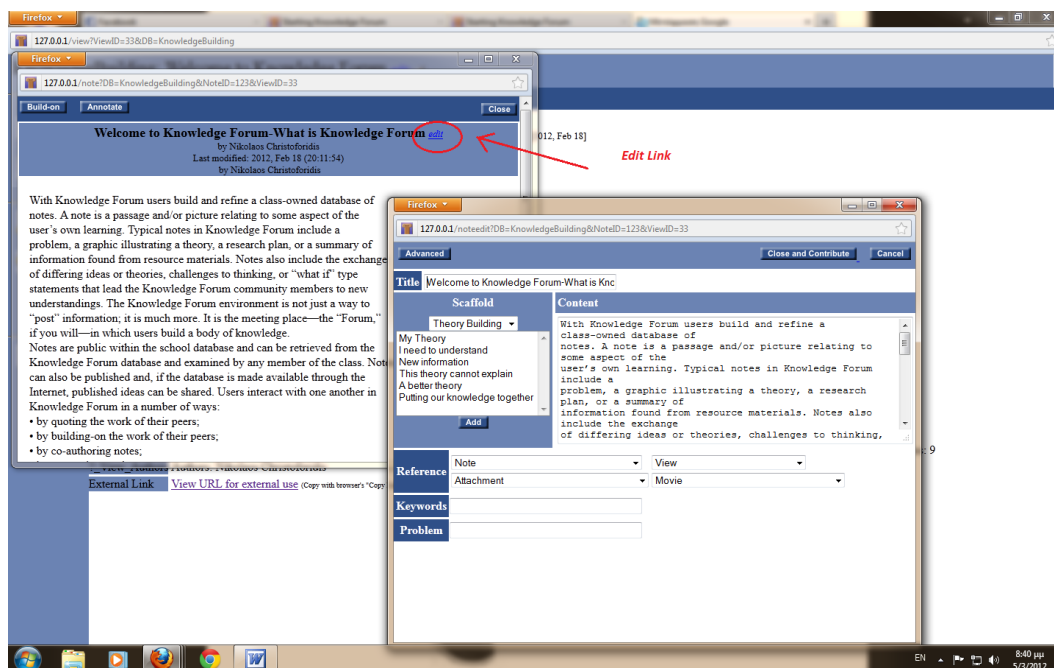 Firefox
127.0.0.1/view?ViewID=33&DB=KnowledgeBuilding
Firefox
127.0.0.1/note?DB=KnowledgeBuilding&NoteID=123&ViewID=33
Build-on Annotate Close
Welcome to Knowledge Forum-What is Knowledge Forum edit
by Nikolaos Christoforidis
Last modified: 2012, Feb 18 (20:11:54)
by Nikolaos Christoforidis
012, Feb 18]
Edit Link
With Knowledge Forum users build and refine a class-owned database of
notes. A note is a passage and/or picture relating to some aspect of the
user's own learning. Typical notes in Knowledge Forum include a
problem, a graphic illustrating a theory, a research plan, or a summary of
information found from resource materials. Notes also include the exchange
of differing ideas or theories, challenges to thinking, or “what if” type
statements that lead the Knowledge Forum community members to new
understandings. The Knowledge Forum environment is not just a way to
“post” information; it is much more. It is the meeting place—the “Forum,”
if you will—in which users build a body of knowledge.
Notes are public within the school database and can be retrieved from the
Knowledge Forum database and examined by any member of the class. Note
can also be published and, if the database is made available through the
Internet, published ideas can be shared. Users interact with one another in
Knowledge Forum in a number of ways:
• by quoting the work of their peers;
• by building-on the work of their peers;
• by co-authoring notes;
Authors: Nikolaos Christoforidis
External Link View URL for external use (Copy with browser's "Copy
Firefox
127.0.0.1/noteedit?DB=KnowledgeBuilding&NoteID=123&ViewID=33
Advanced Close and Contribute Cancel
Title Welcome to Knowledge Forum-What is Knc
Scaffold
Theory Building
My Theory
I need to understand
New information
This theory cannot explain
A better theory
Putting our knowledge together
Add
Content
With Knowledge Forum users build and refine a
class-owned database of
notes. A note is a passage and/or picture relating to
some aspect of the
user's own learning. Typical notes in Knowledge Forum
include a
problem, a graphic illustrating a theory, a research
plan, or a summary of
information found from resource materials. Notes also
include the exchange
of differing ideas or theories, challenges to thinking,
: 9
Reference Note View
Attachment Movie
Keywords
Problem
EN 8:40 μμ
5/3/2012